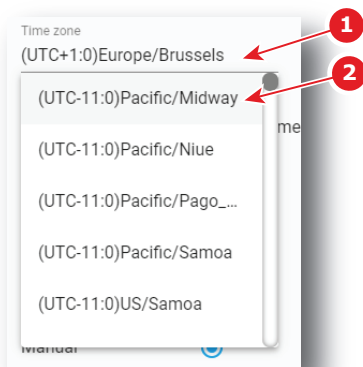 Time zone
1
(UTC+1:0)Europe/Brussels
2
(UTC-11:0)Pacific/Midway
me
(UTC-11:0)Pacific/Niue
(UTC-11:0)Pacific/Pago_...
(UTC-11:0)Pacific/Samoa
(UTC-11:0)US/Samoa
Manual